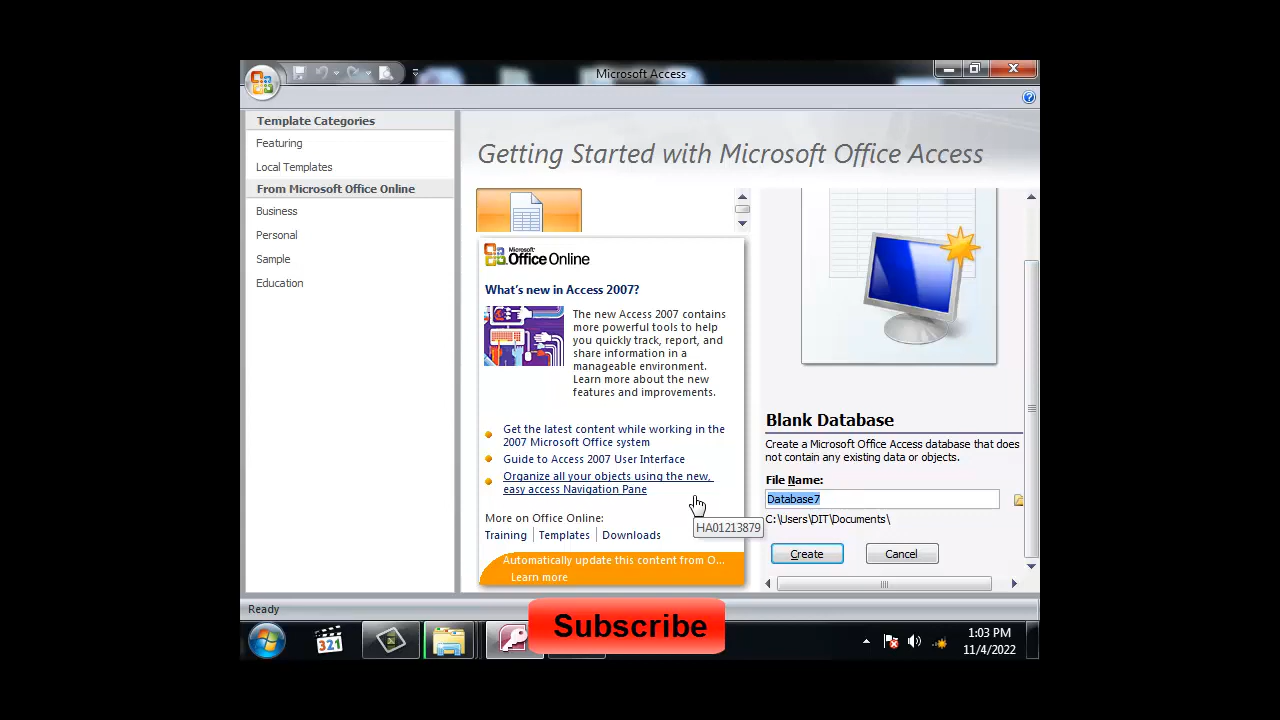 Microsoft Access
Template Categories
Featuring
Local Templates
From Microsoft Office Online
Business
Personal
Sample
Education
Getting Started with Microsoft Office Access
Microsoft
Office Online
What's new in Access 2007?
The new Access 2007 contains
more powerful tools to help
you quickly track, report, and
share information in a
manageable environment.
Learn more about the new
features and improvements.
Get the latest content while working in the
2007 Microsoft Office system
Guide to Access 2007 User Interface
Organize all your objects using the new,
easy access Navigation Pane
HA01213879
More on Office Online:
Training | Templates | Downloads
Automatically update this content from O...
Learn more
Blank Database
Create a Microsoft Office Access database that does
not contain any existing data or objects.
File Name:
Database7
C:\Users\DIT\Documents\
Create Cancel
Ready
Subscribe
321
1:03 PM
11/4/2022